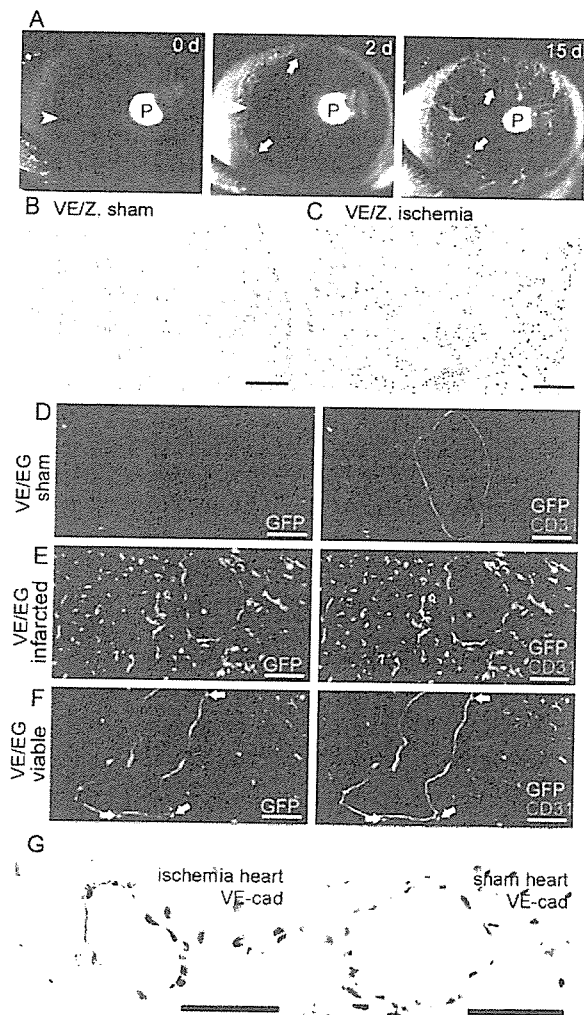 A
0 d
2 d
15 d
P
P
P
B VE/Z, sham
C VE/Z, ischemia
D
VE/EG
sham
GFP
GFP
CD31
E
VE/EG
infarcted
GFP
GFP
CD31
F
VE/EG
viable
GFP
GFP
CD31
G
ischemia heart
VE-cad
sham heart
VE-cad